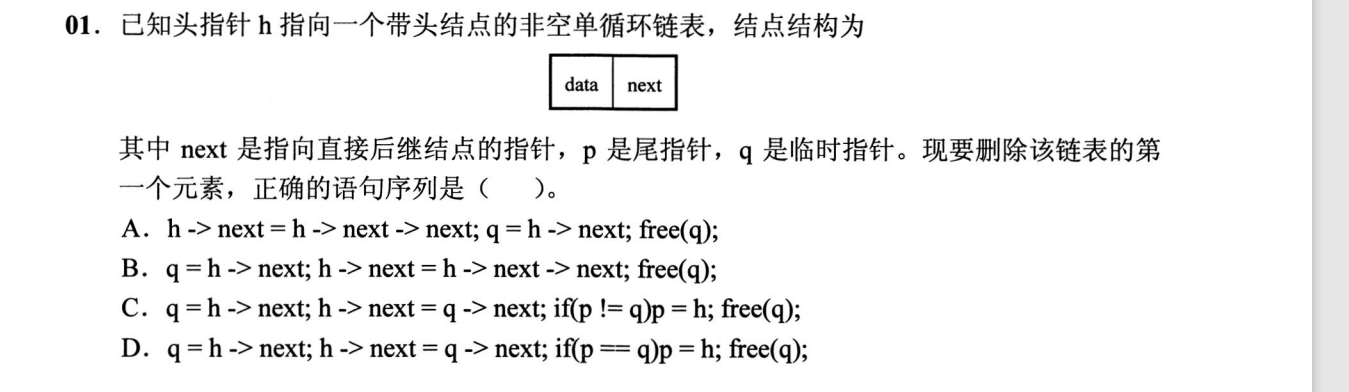 01．已知头指针 h 指向一个带头结点的非空单循环链表，结点结构为
data next
其中 next 是指向直接后继结点的指针，p 是尾指针，q 是临时指针。现要删除该链表的第
一个元素，正确的语句序列是（ ）。
A．h -> next = h -> next -> next; q = h -> next; free(q);
B．q = h -> next; h -> next = h -> next -> next; free(q);
C．q = h -> next; h -> next = q -> next; if(p != q)p = h; free(q);
D．q = h -> next; h -> next = q -> next; if(p == q)p = h; free(q);